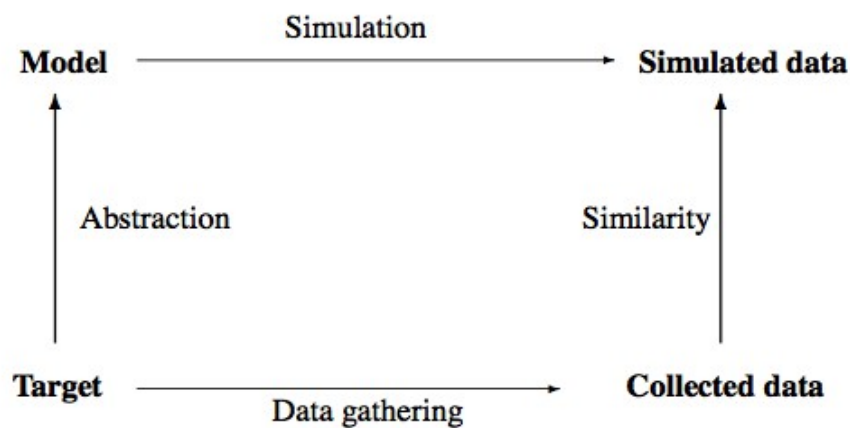 Simulation
Model
Simulated data
Abstraction
Similarity
Target
Collected data
Data gathering